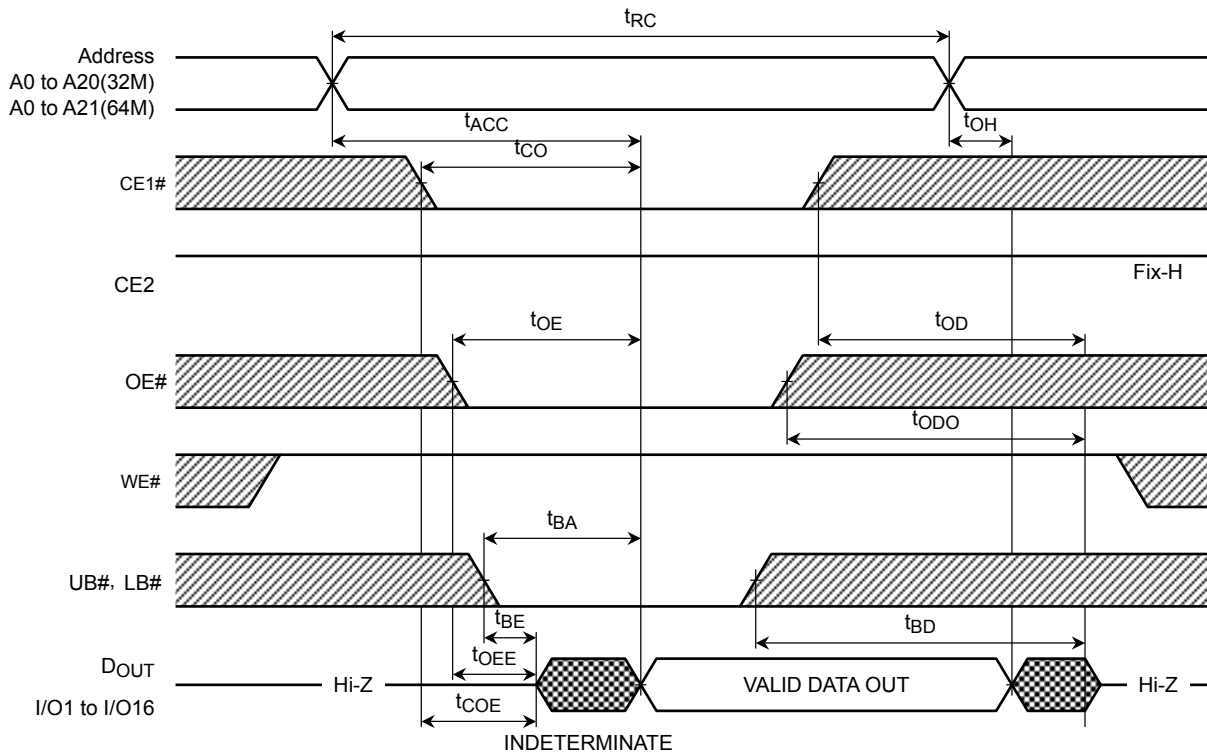 tRC
Address
A0 to A20(32M)
A0 to A21(64M)
tACC
tOH
tCO
CE1#
CE2
Fix-H
tOE
tOD
OE#
tODO
WE#
tBA
UB#, LB#
tBE
tBD
DOUT
tOEE
Hi-Z
VALID DATA OUT
Hi-Z
I/O1 to I/O16
tCOE
INDETERMINATE